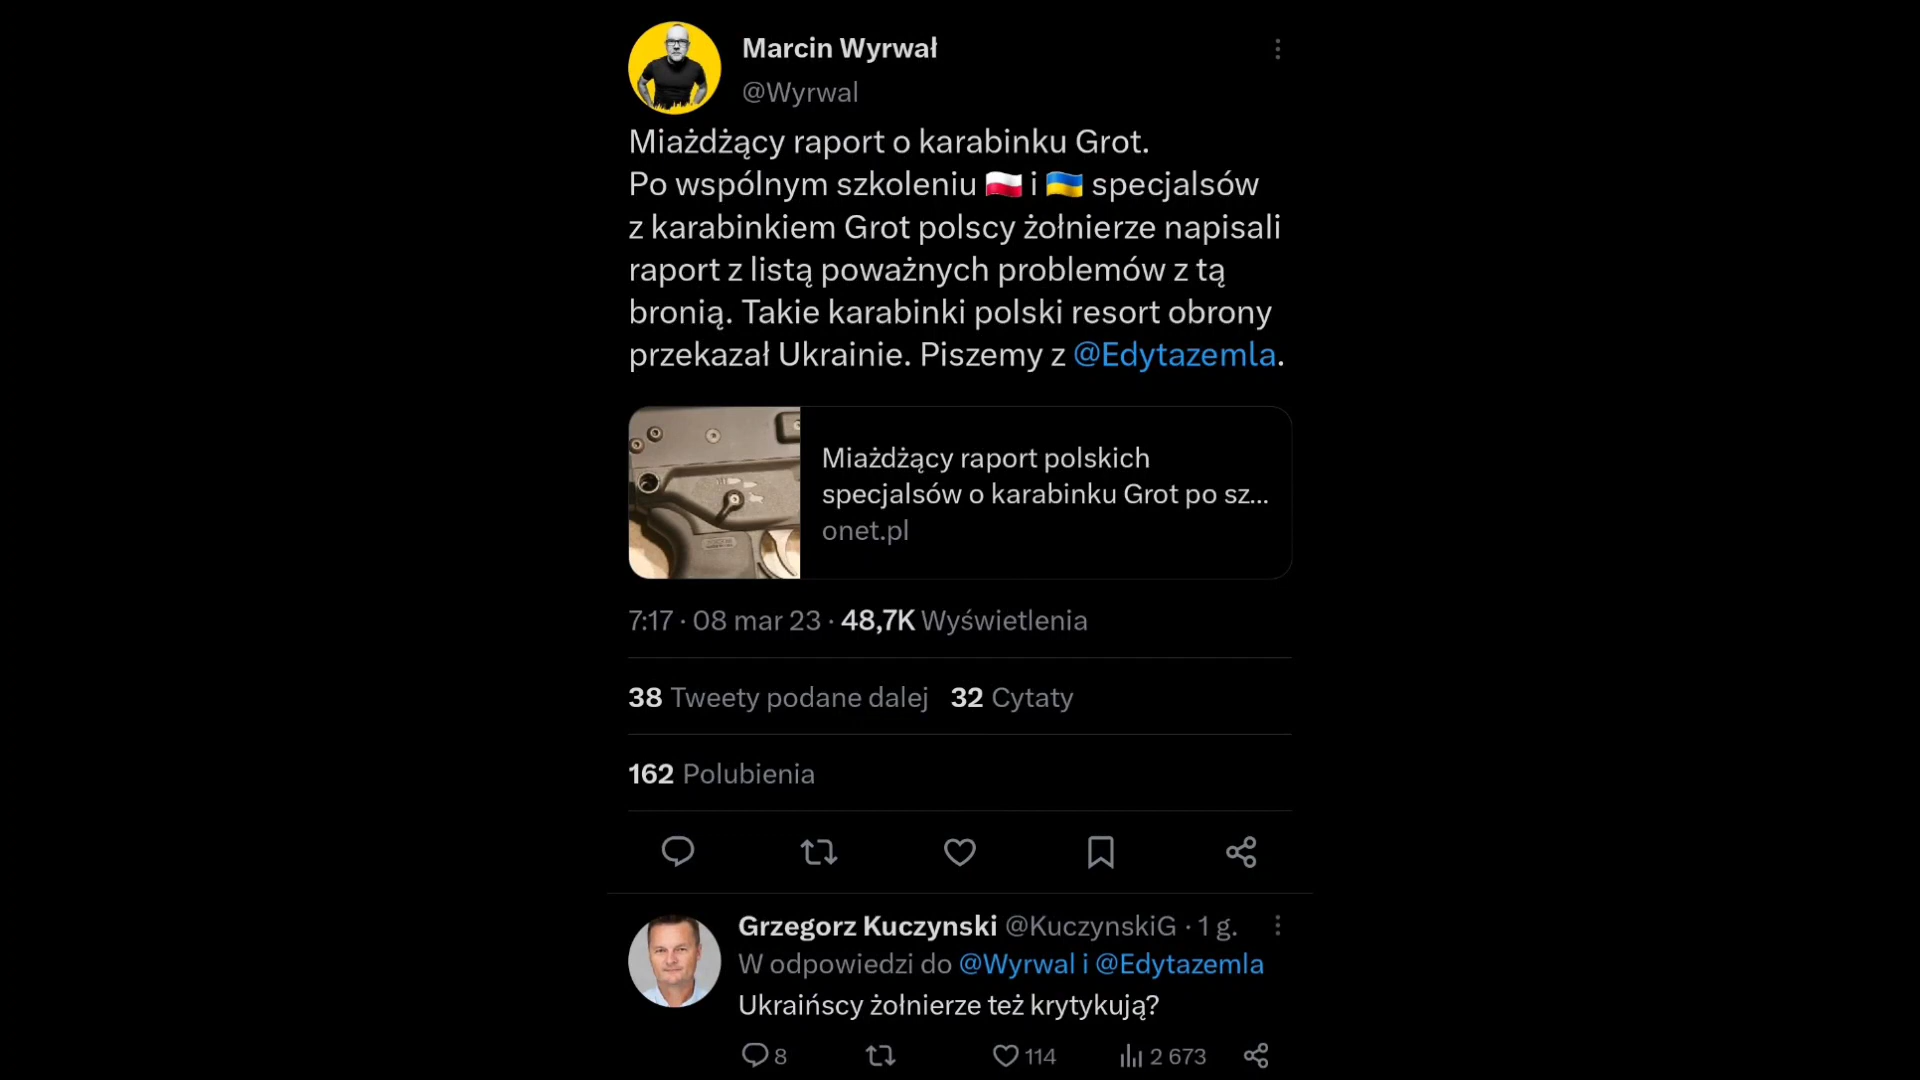 Marcin Wyrwał
@Wyrwal
Miażdżący raport o karabinku Grot.
Po wspólnym szkoleniu 🇵🇱 i 🇺🇦 specjalsów
z karabinkiem Grot polscy żołnierze napisali
raport z listą poważnych problemów z tą
bronią. Takie karabinki polski resort obrony
przekazał Ukrainie. Piszemy z @Edytazemla.
Miażdżący raport polskich
specjalsów o karabinku Grot po sz...
onet.pl
7:17 · 08 mar 23 · 48,7K Wyświetlenia
38 Tweety podane dalej 32 Cytaty
162 Polubienia
Grzegorz Kuczynski @KuczynskiG · 1 g.
W odpowiedzi do @Wyrwal i @Edytazemla
Ukraińscy żołnierze też krytykują?
8 114 2 673